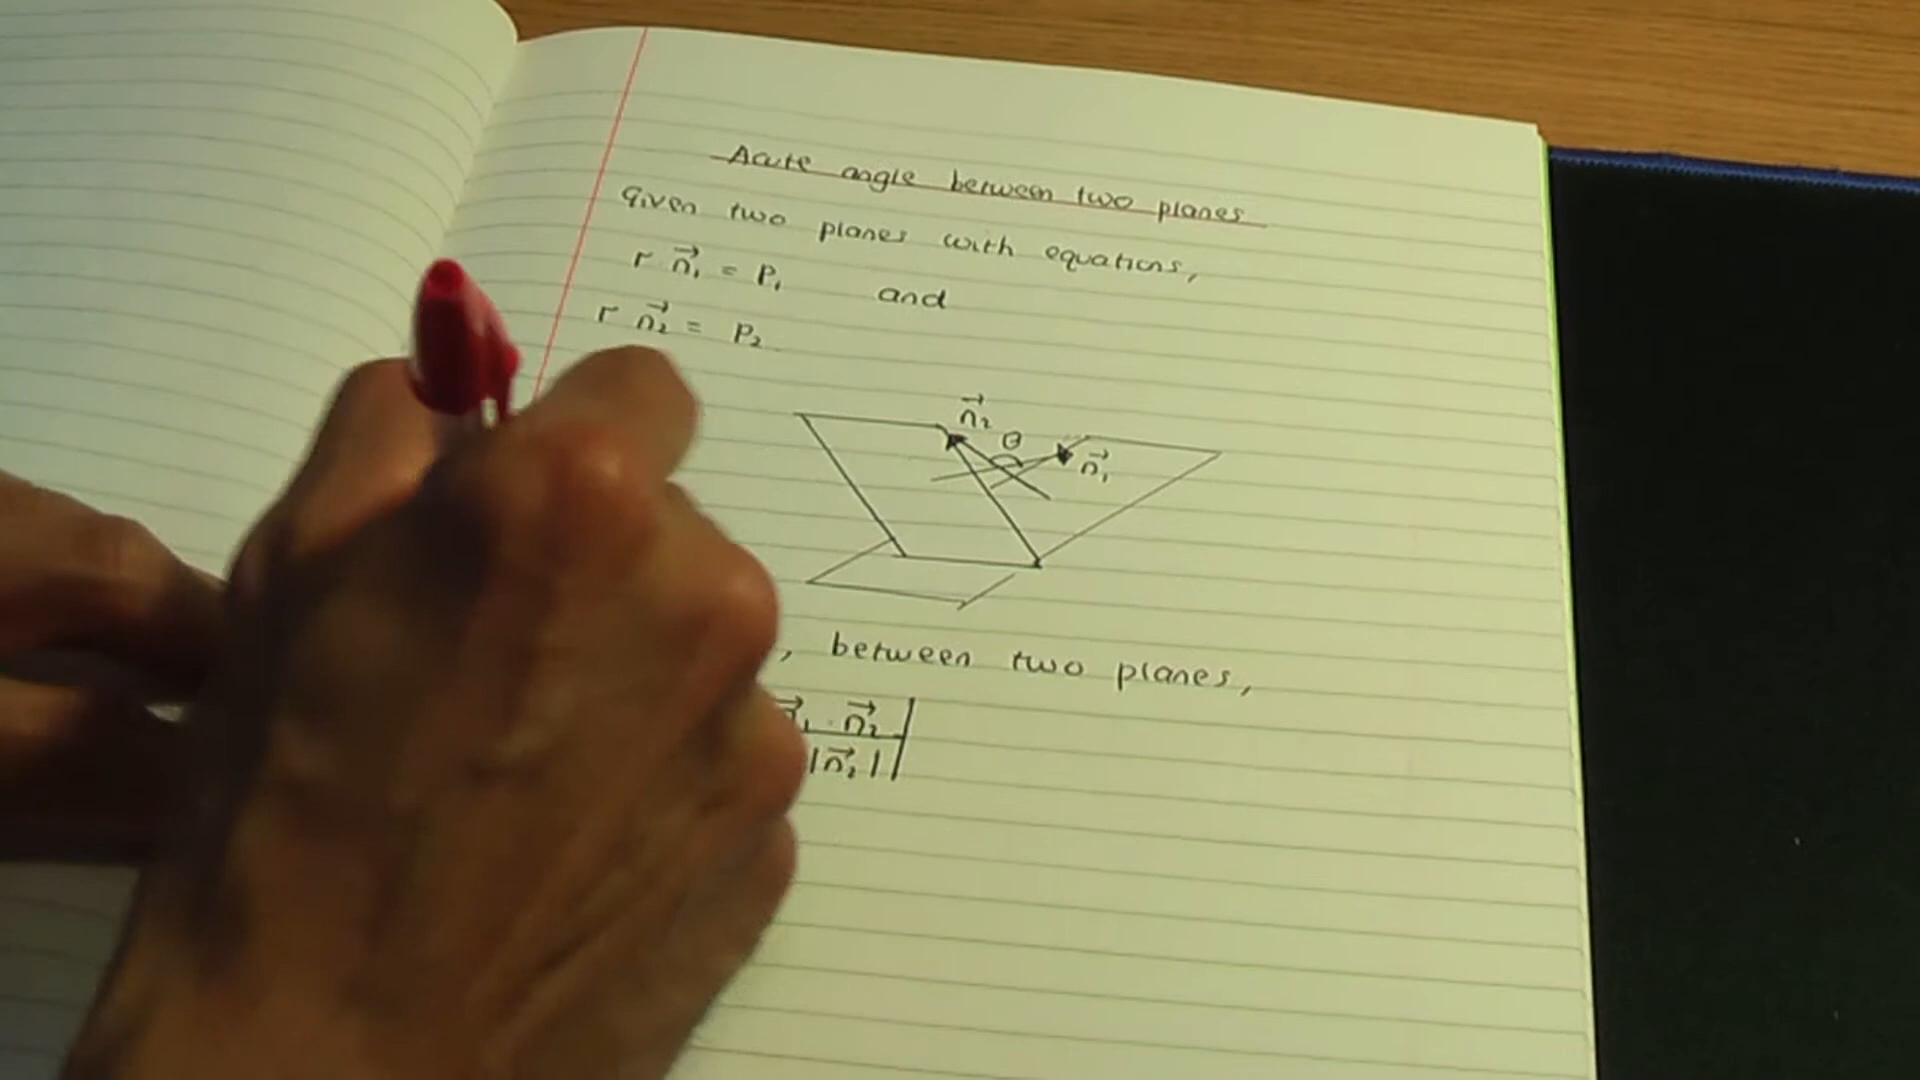 Acute angle between two planes
Given two planes with equations,
r n⃗₁ = P₁ and
r n⃗₂ = P₂
n⃗₂
θ
n⃗₁
, between two planes,
n⃗₁ · n⃗₂ |
|n⃗₂| |